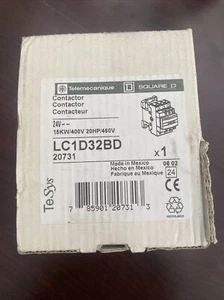 Telemecanique SQUARE D
Contactor
Contactor
Contacteur
24V
15KW/400V 20HP/460V
LC1D32BD
20731
x1
Made in Mexico
Hecho en Mexico
Fabrique au Mexique
06 02
24
TeSys
7 85901 20731 3